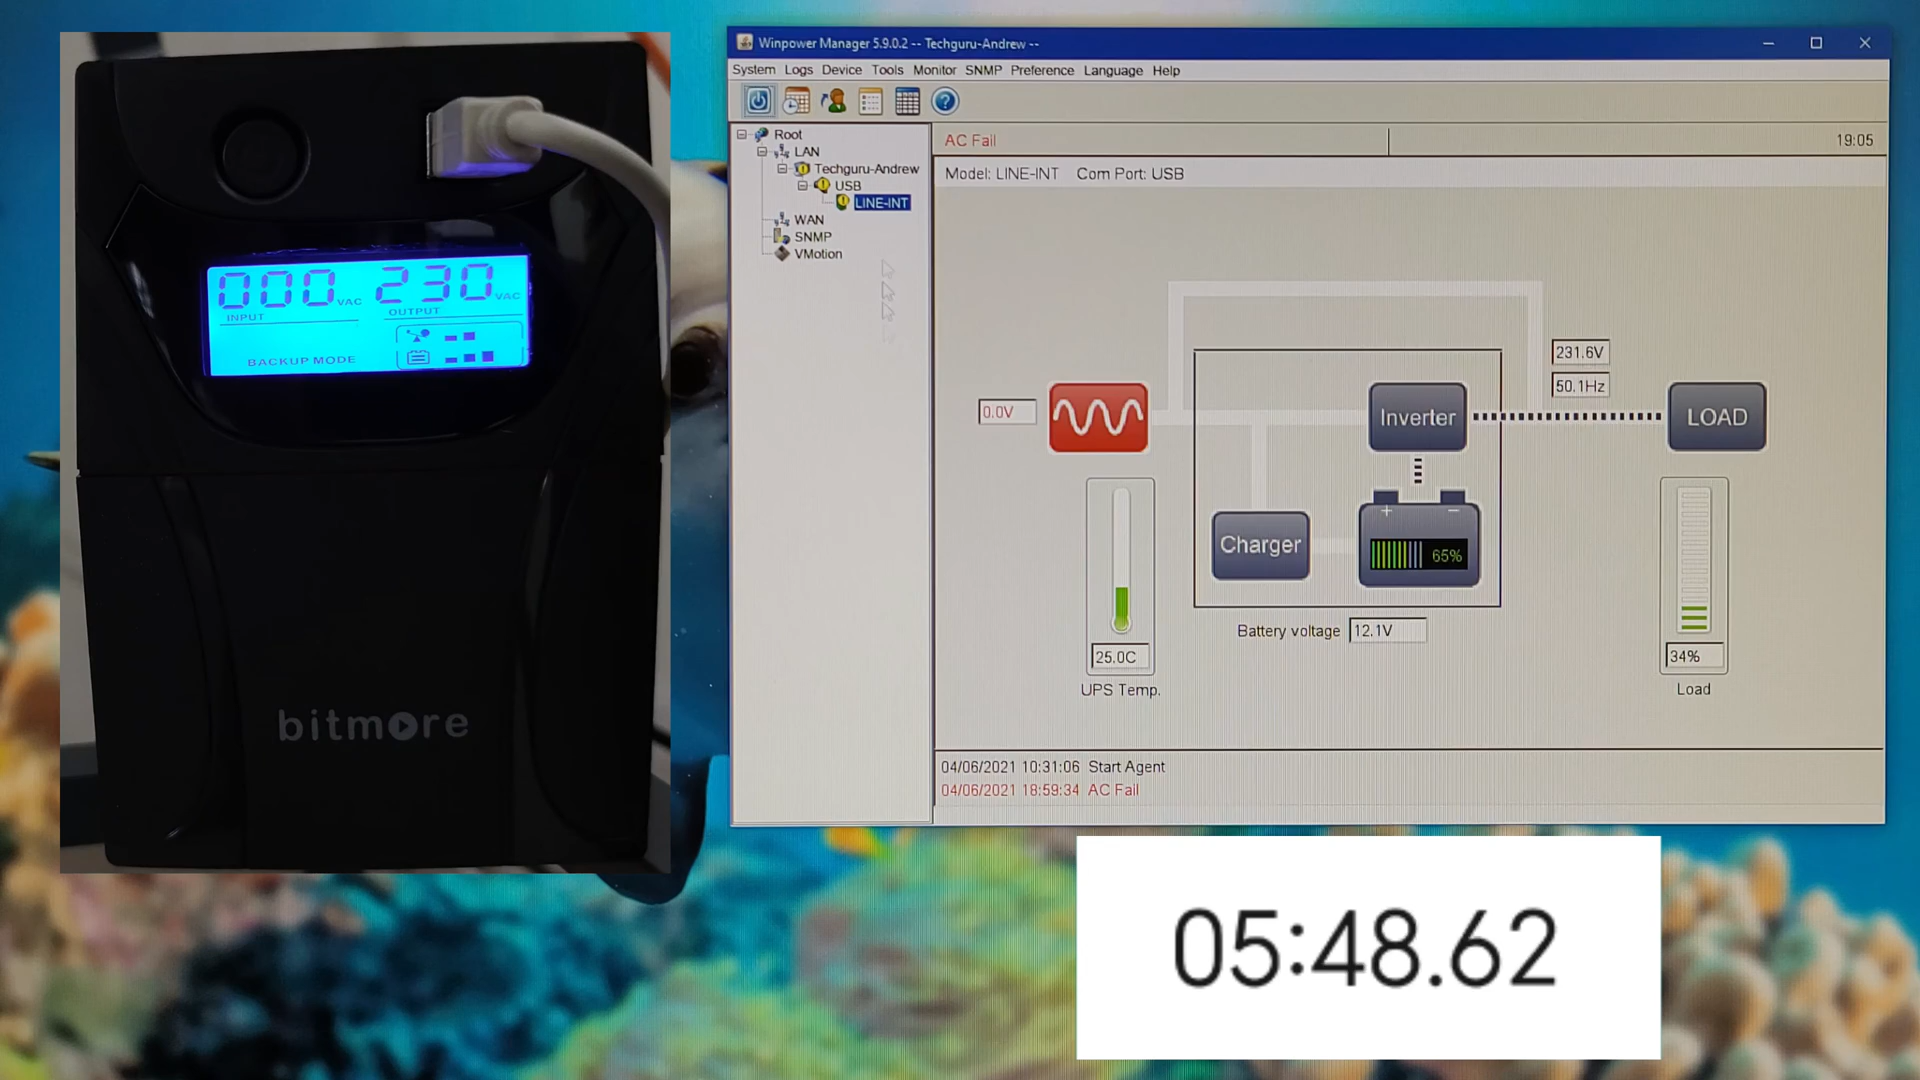 000 VAC 230 VAC
INPUT OUTPUT
BACKUP MODE
bitmore
Winpower Manager 5.9.0.2 -- Techguru-Andrew --
System Logs Device Tools Monitor SNMP Preference Language Help
Root
LAN
Techguru-Andrew
USB
LINE-INT
WAN
SNMP
VMotion
AC Fail 19:05
Model: LINE-INT Com Port: USB
231.6V
50.1Hz
0.0V
Inverter
LOAD
Charger
+ −
65%
Battery voltage 12.1V
25.0C
UPS Temp.
34%
Load
04/06/2021 10:31:06 Start Agent
04/06/2021 18:59:34 AC Fail
05:48.62